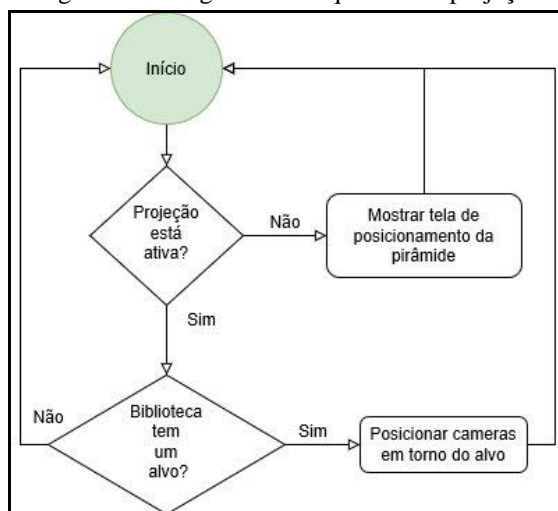 Início
Projeção
está
ativa?
Não
Mostrar tela de
posicionamento da
pirâmide
Sim
Não
Biblioteca
tem
um
alvo?
Sim
Posicionar cameras
em torno do alvo